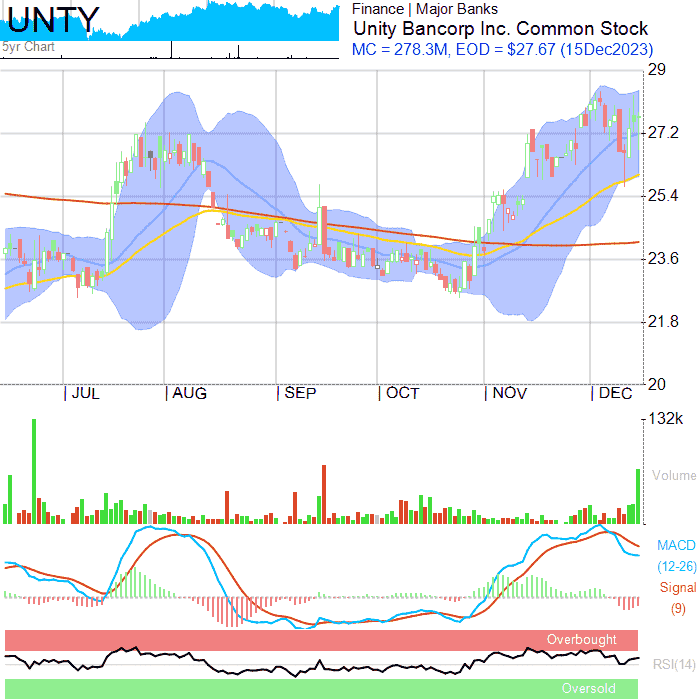 UNTY
5yr Chart
Finance | Major Banks
Unity Bancorp Inc. Common Stock
MC = 278.3M, EOD = $27.67 (15Dec2023)
29
27.2
25.4
23.6
21.8
20
JUL AUG SEP OCT NOV DEC
132k
Volume
MACD
(12-26)
Signal
(9)
Overbought
RSI(14)
Oversold